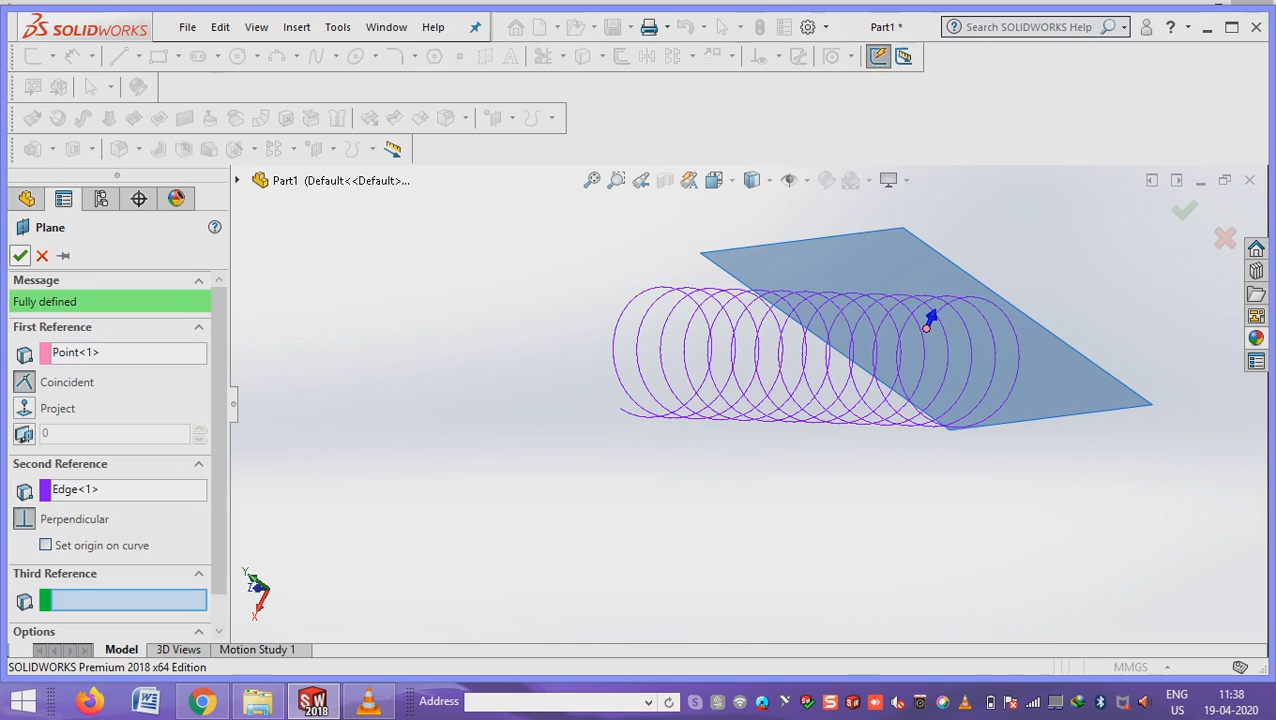 SOLIDWORKS File Edit View Insert Tools Window Help Part1 * Search SOLIDWORKS Help ?
Part1 (Default<<Default>...
Plane ?
Message
Fully defined
First Reference
Point<1>
Coincident
Project
0
Second Reference
Edge<1>
Perpendicular
Set origin on curve
Third Reference
Options
Y
Z
X
Model 3D Views Motion Study 1
SOLIDWORKS Premium 2018 x64 Edition MMGS
SW 2018 Address ENG 11:38
US 19-04-2020